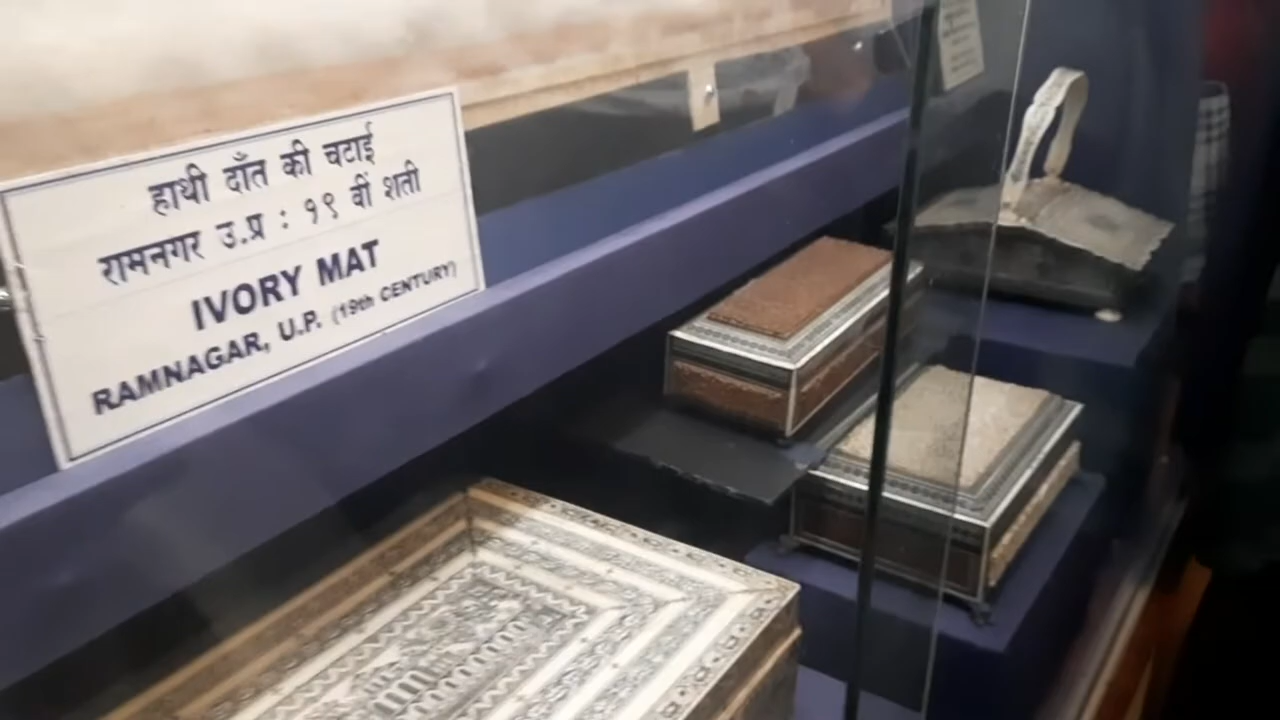 हाथी दाँत की चटाई
रामनगर उ.प्र : १९ वीं शती
IVORY MAT
RAMNAGAR, U.P. (19th CENTURY)